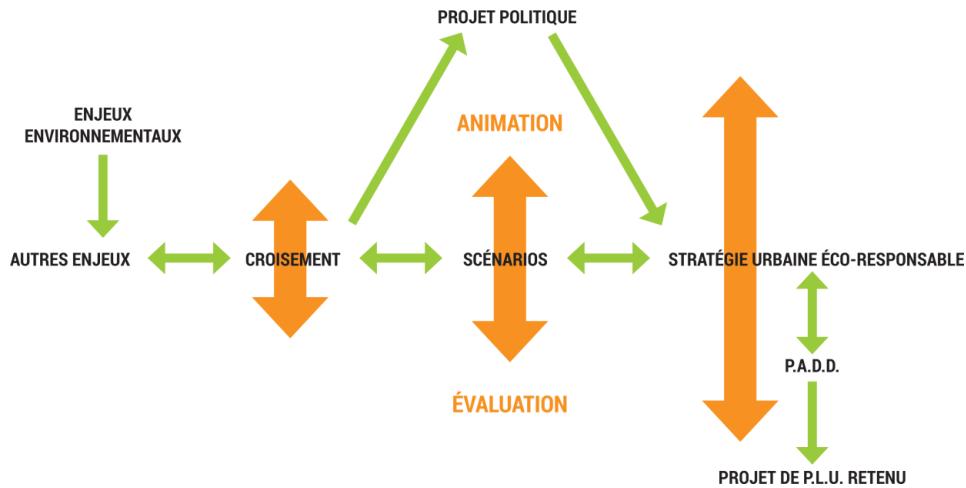 PROJET POLITIQUE
ENJEUX
ENVIRONNEMENTAUX
ANIMATION
AUTRES ENJEUX
CROISEMENT
SCÉNARIOS
STRATÉGIE URBAINE ÉCO-RESPONSABLE
P.A.D.D.
ÉVALUATION
PROJET DE P.L.U. RETENU